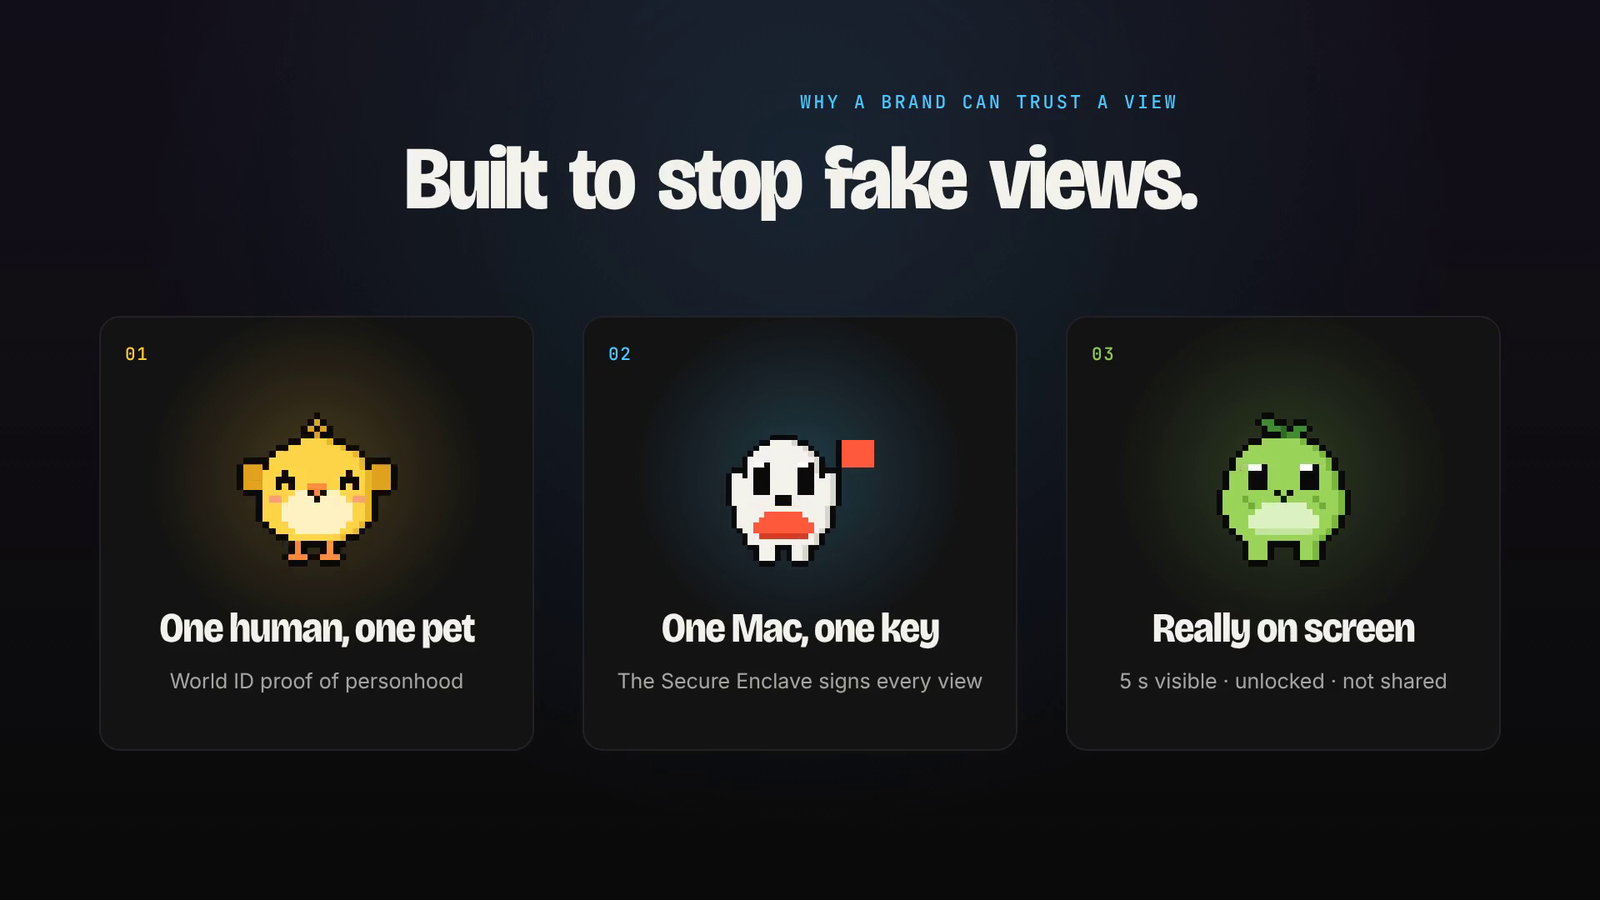 WHY A BRAND CAN TRUST A VIEW
Built to stop fake views.
01
One human, one pet
World ID proof of personhood
02
One Mac, one key
The Secure Enclave signs every view
03
Really on screen
5 s visible · unlocked · not shared